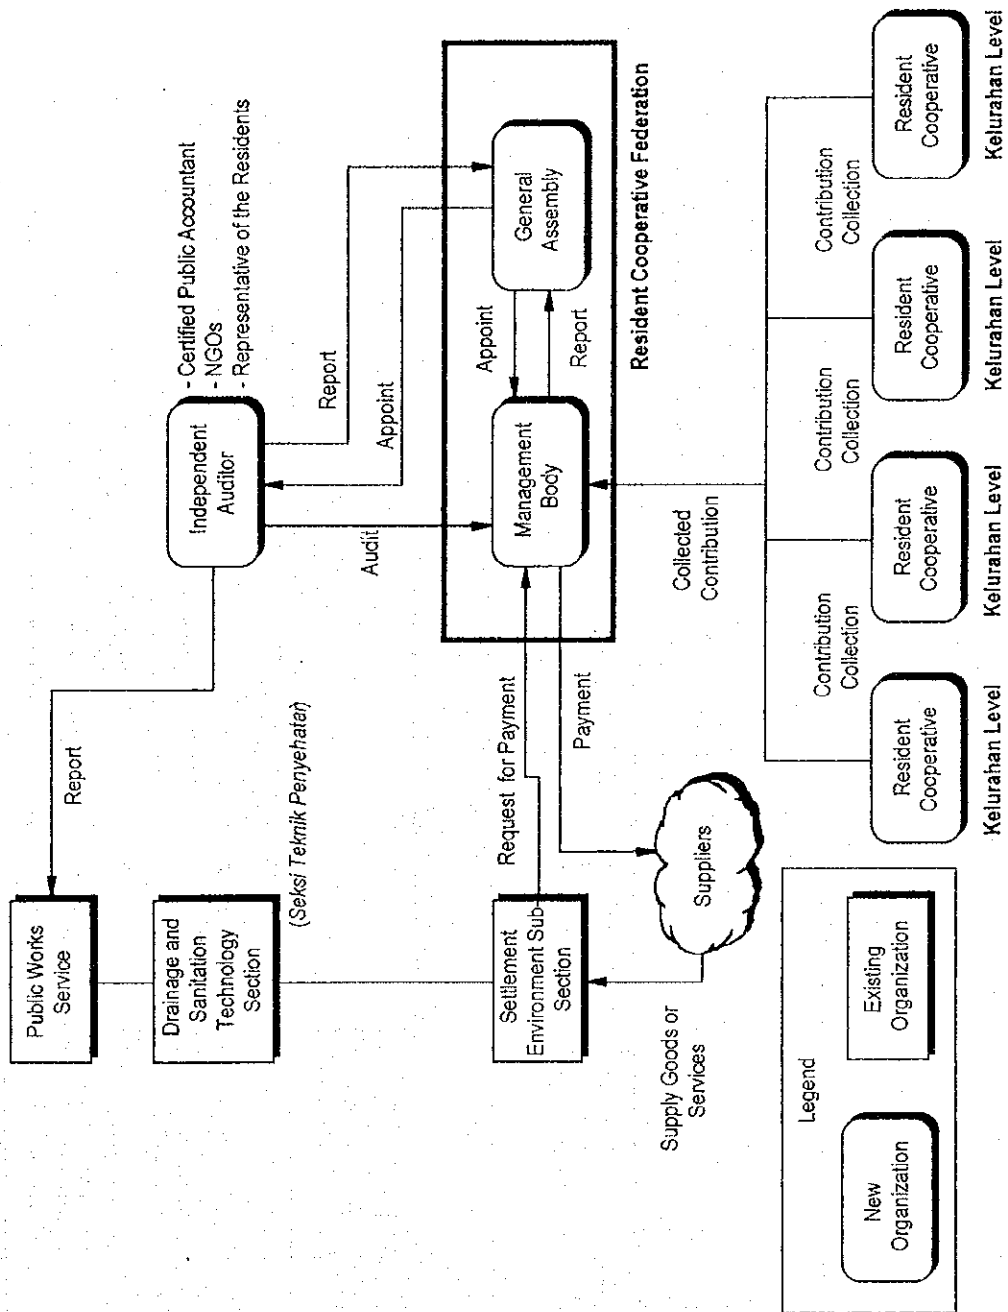 Public Works
Service
Report
Drainage and
Sanitation
Technology
Section
(Seksi Teknik Penyehatan)
Independent
Auditor
- Certified Public Accountant
- NGOs
- Representative of the Residents
Audit
Appoint
Report
Settlement
Environment Sub
Section
Request for Payment
Payment
Management
Body
Appoint
Report
General
Assembly
Resident Cooperative Federation
Supply Goods or
Services
Suppliers
Collected
Contribution
Contribution
Collection
Contribution
Collection
Contribution
Collection
Resident
Cooperative
Resident
Cooperative
Resident
Cooperative
Resident
Cooperative
Kelurahan Level
Kelurahan Level
Kelurahan Level
Kelurahan Level
Legend
New
Organization
Existing
Organization